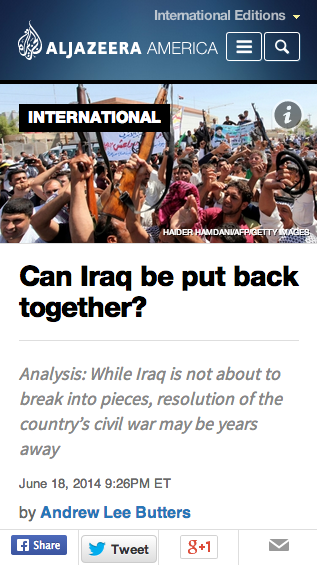 International Editions
ALJAZEERA AMERICA
INTERNATIONAL
HAIDER HAMDANI/AFP/GETTY IMAGES
Can Iraq be put back
together?
Analysis: While Iraq is not about to
break into pieces, resolution of the
country's civil war may be years
away
June 18, 2014 9:26PM ET
by Andrew Lee Butters
Share
Tweet
g+1